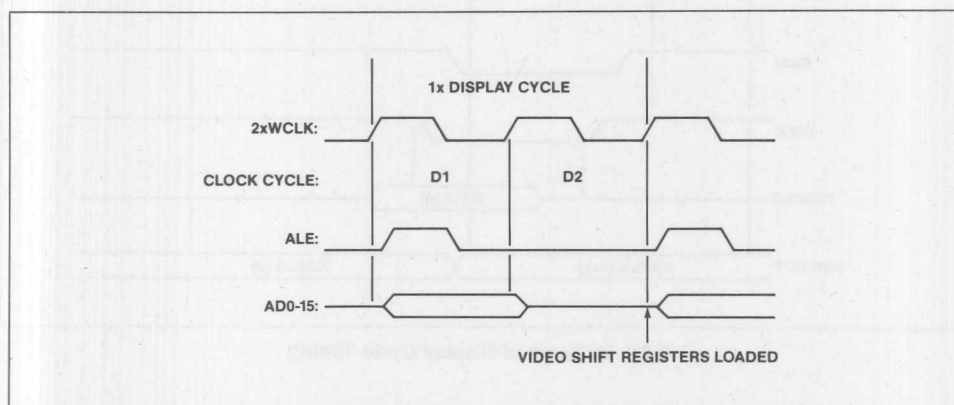 1x DISPLAY CYCLE
2xWCLK:
CLOCK CYCLE: D1 D2
ALE:
AD0-15:
VIDEO SHIFT REGISTERS LOADED